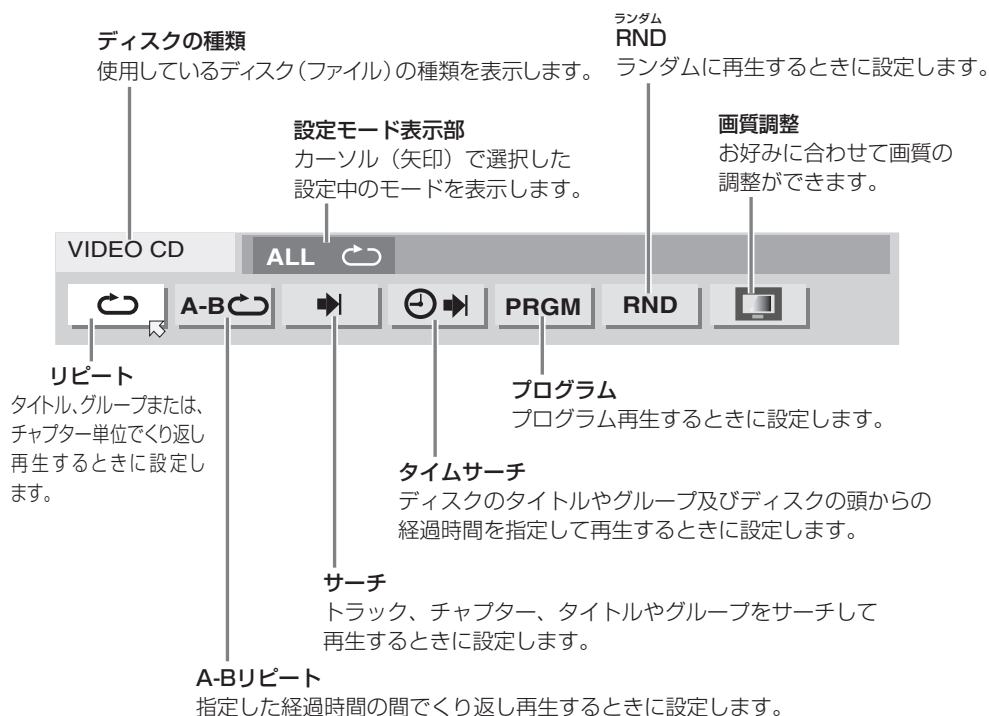 ディスクの種類
使用しているディスク（ファイル）の種類を表示します。
ランダム
RND
ランダムに再生するときに設定します。
設定モード表示部
カーソル（矢印）で選択した
設定中のモードを表示します。
画質調整
お好みに合わせて画質の
調整ができます。
VIDEO CD
ALL
A-B
PRGM
RND
リピート
タイトル、グループまたは、
チャプター単位でくり返し
再生するときに設定し
ます。
プログラム
プログラム再生するときに設定します。
タイムサーチ
ディスクのタイトルやグループ及びディスクの頭からの
経過時間を指定して再生するときに設定します。
サーチ
トラック、チャプター、タイトルやグループをサーチして
再生するときに設定します。
A-Bリピート
指定した経過時間の間でくり返し再生するときに設定します。